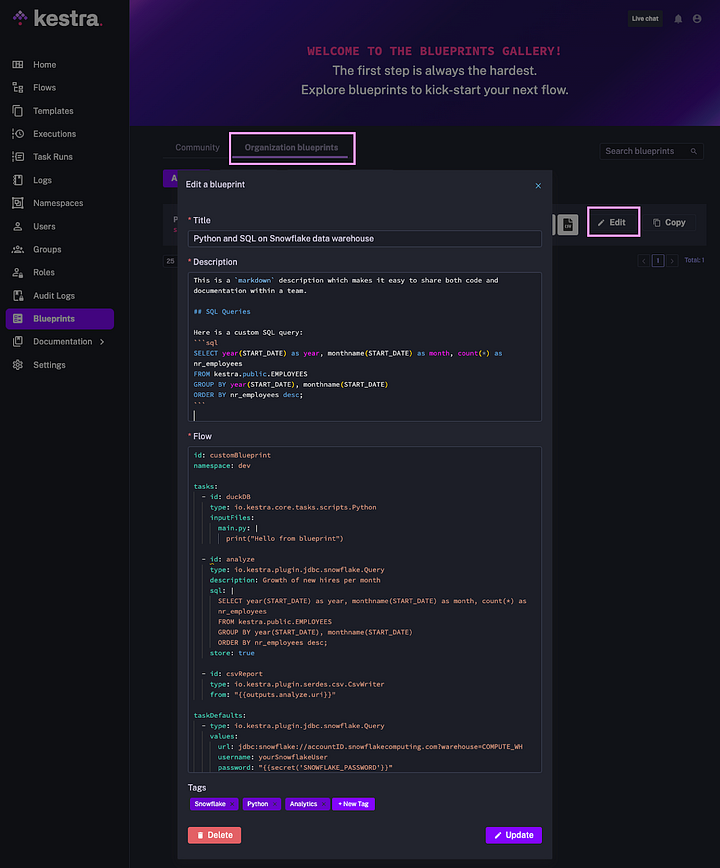 kestra.
Live chat
WELCOME TO THE BLUEPRINTS GALLERY!
The first step is always the hardest.
Explore blueprints to kick-start your next flow.
Home
Flows
Templates
Executions
Task Runs
Logs
Namespaces
Users
Groups
Roles
Audit Logs
Blueprints
Documentation
Settings
Community
Organization blueprints
Search blueprints
Edit
Copy
25
1
Total: 1
Edit a blueprint
* Title
Python and SQL on Snowflake data warehouse
* Description
This is a `markdown` description which makes it easy to share both code and
documentation within a team.
## SQL Queries
Here is a custom SQL query:
```sql
SELECT year(START_DATE) as year, monthname(START_DATE) as month, count(*) as
nr_employees
FROM kestra.public.EMPLOYEES
GROUP BY year(START_DATE), monthname(START_DATE)
ORDER BY nr_employees desc;
```
* Flow
id: customBlueprint
namespace: dev
tasks:
- id: duckDB
type: io.kestra.core.tasks.scripts.Python
inputFiles:
main.py: |
print("Hello from blueprint")
- id: analyze
type: io.kestra.plugin.jdbc.snowflake.Query
description: Growth of new hires per month
sql: |
SELECT year(START_DATE) as year, monthname(START_DATE) as month, count(*) as
nr_employees
FROM kestra.public.EMPLOYEES
GROUP BY year(START_DATE), monthname(START_DATE)
ORDER BY nr_employees desc;
store: true
- id: csvReport
type: io.kestra.plugin.serdes.csv.CsvWriter
from: "{{outputs.analyze.uri}}"
taskDefaults:
- type: io.kestra.plugin.jdbc.snowflake.Query
values:
url: jdbc:snowflake://accountID.snowflakecomputing.com?warehouse=COMPUTE_WH
username: yourSnowflakeUser
password: "{{secret('SNOWFLAKE_PASSWORD')}}"
Tags
Snowflake
Python
Analytics
+ New Tag
Delete
Update